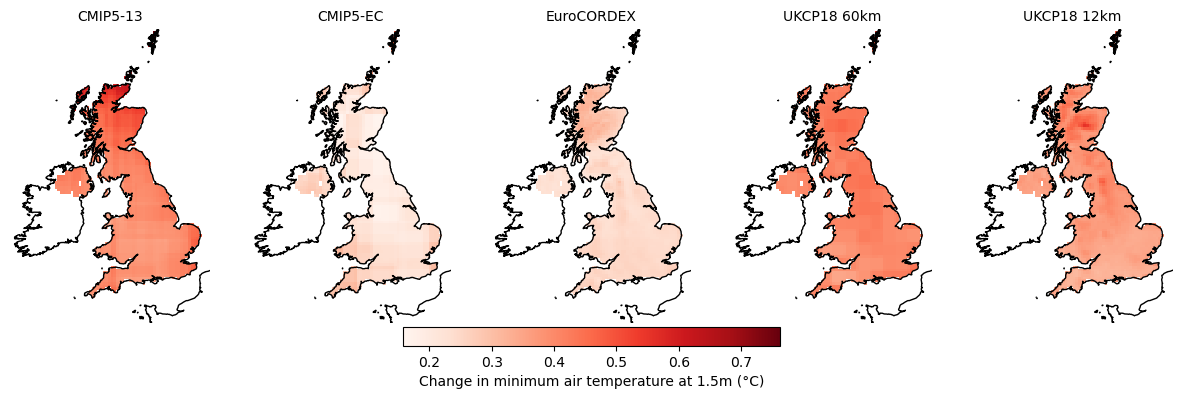 CMIP5-13 CMIP5-EC EuroCORDEX UKCP18 60km UKCP18 12km
0.2 0.3 0.4 0.5 0.6 0.7
Change in minimum air temperature at 1.5m (°C)